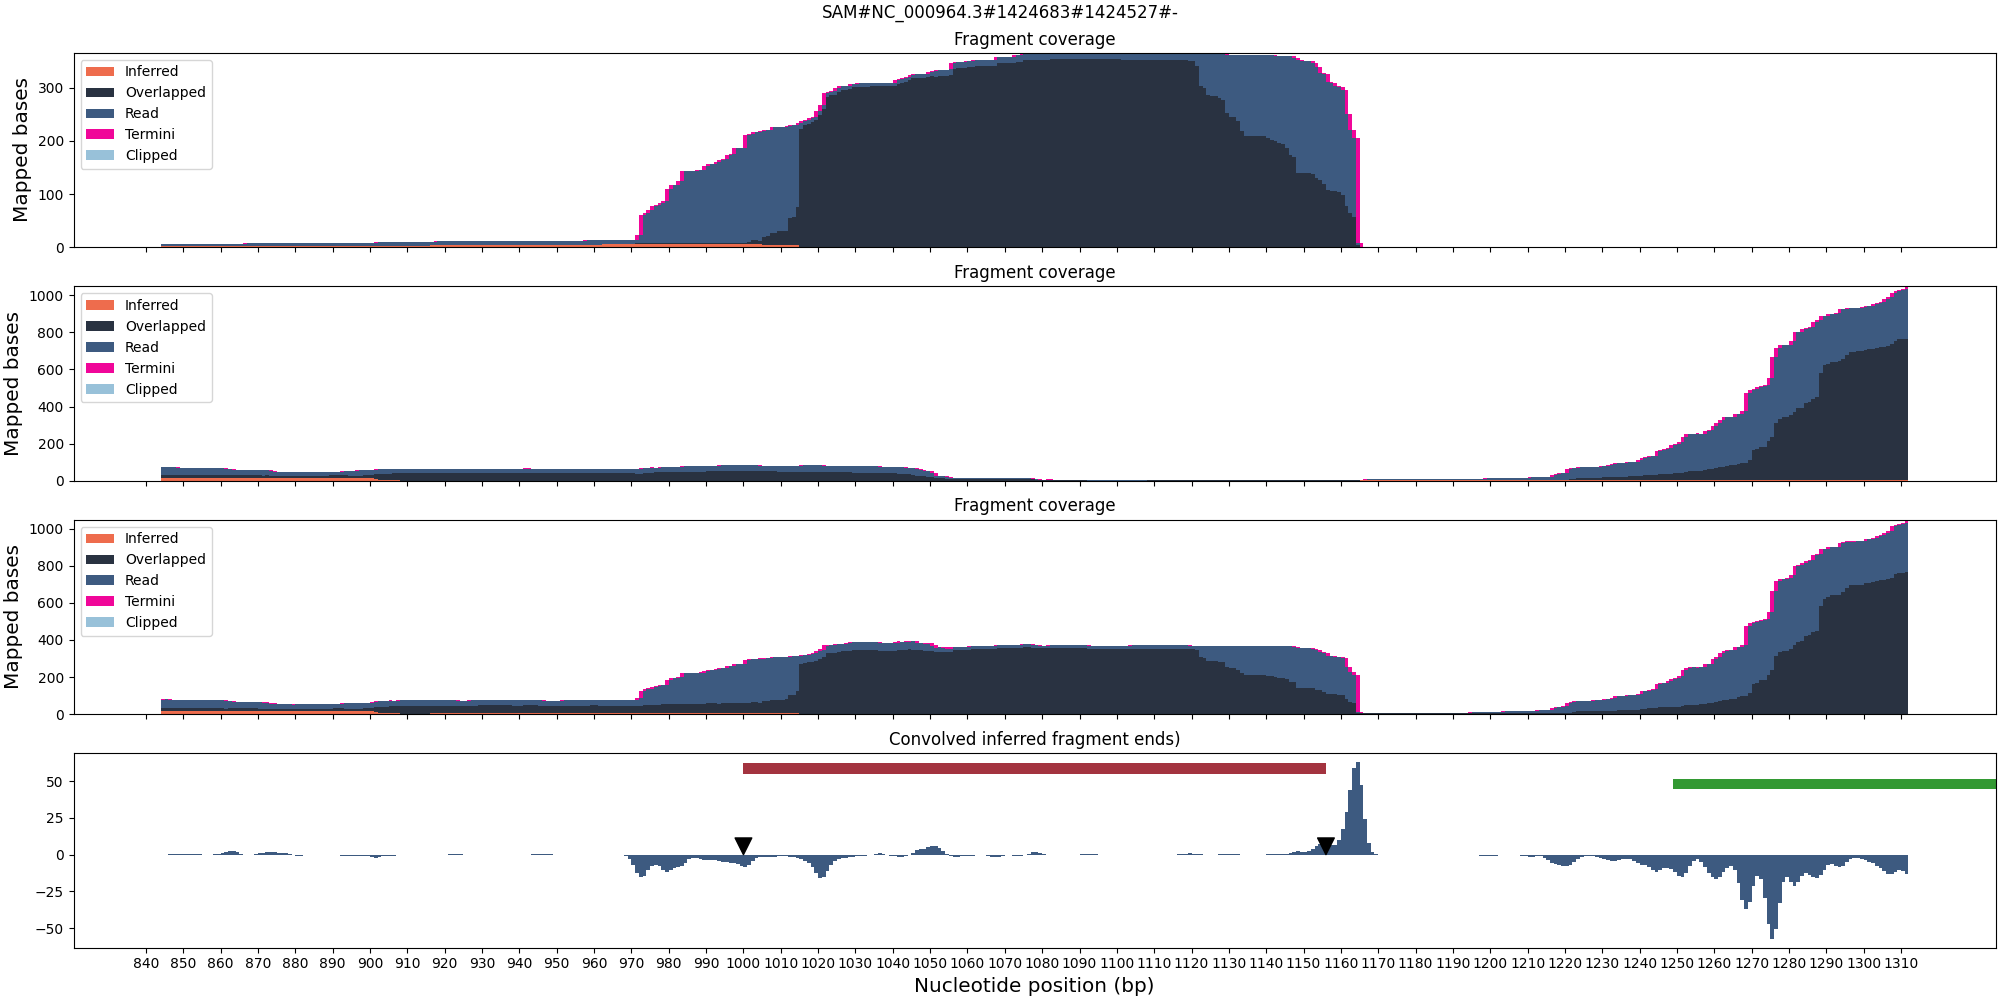 SAM#NC_000964.3#1424683#1424527#-
Fragment coverage
Mapped bases
300
200
100
0
Inferred
Overlapped
Read
Termini
Clipped
Fragment coverage
Mapped bases
1000
800
600
400
200
0
Inferred
Overlapped
Read
Termini
Clipped
Fragment coverage
Mapped bases
1000
800
600
400
200
0
Inferred
Overlapped
Read
Termini
Clipped
Convolved inferred fragment ends)
50
25
0
−25
−50
840 850 860 870 880 890 900 910 920 930 940 950 960 970 980 990 1000 1010 1020 1030 1040 1050 1060 1070 1080 1090 1100 1110 1120 1130 1140 1150 1160 1170 1180 1190 1200 1210 1220 1230 1240 1250 1260 1270 1280 1290 1300 1310
Nucleotide position (bp)